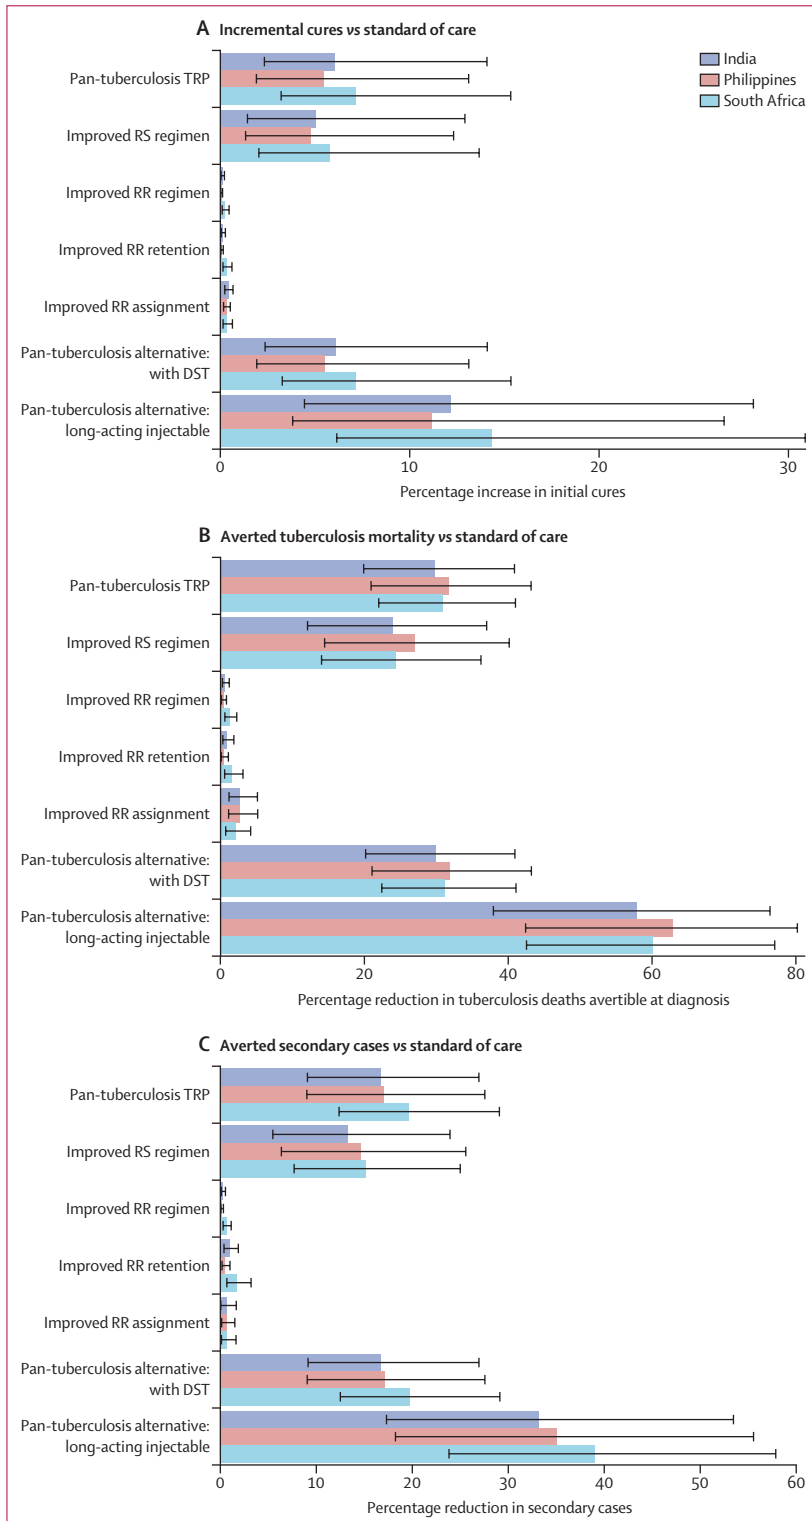 A Incremental cures vs standard of care
India
Philippines
South Africa
Pan-tuberculosis TRP
Improved RS regimen
Improved RR regimen
Improved RR retention
Improved RR assignment
Pan-tuberculosis alternative:
with DST
Pan-tuberculosis alternative:
long-acting injectable
0 10 20 30
Percentage increase in initial cures
B Averted tuberculosis mortality vs standard of care
Pan-tuberculosis TRP
Improved RS regimen
Improved RR regimen
Improved RR retention
Improved RR assignment
Pan-tuberculosis alternative:
with DST
Pan-tuberculosis alternative:
long-acting injectable
0 20 40 60 80
Percentage reduction in tuberculosis deaths avertible at diagnosis
C Averted secondary cases vs standard of care
Pan-tuberculosis TRP
Improved RS regimen
Improved RR regimen
Improved RR retention
Improved RR assignment
Pan-tuberculosis alternative:
with DST
Pan-tuberculosis alternative:
long-acting injectable
0 10 20 30 40 50 60
Percentage reduction in secondary cases